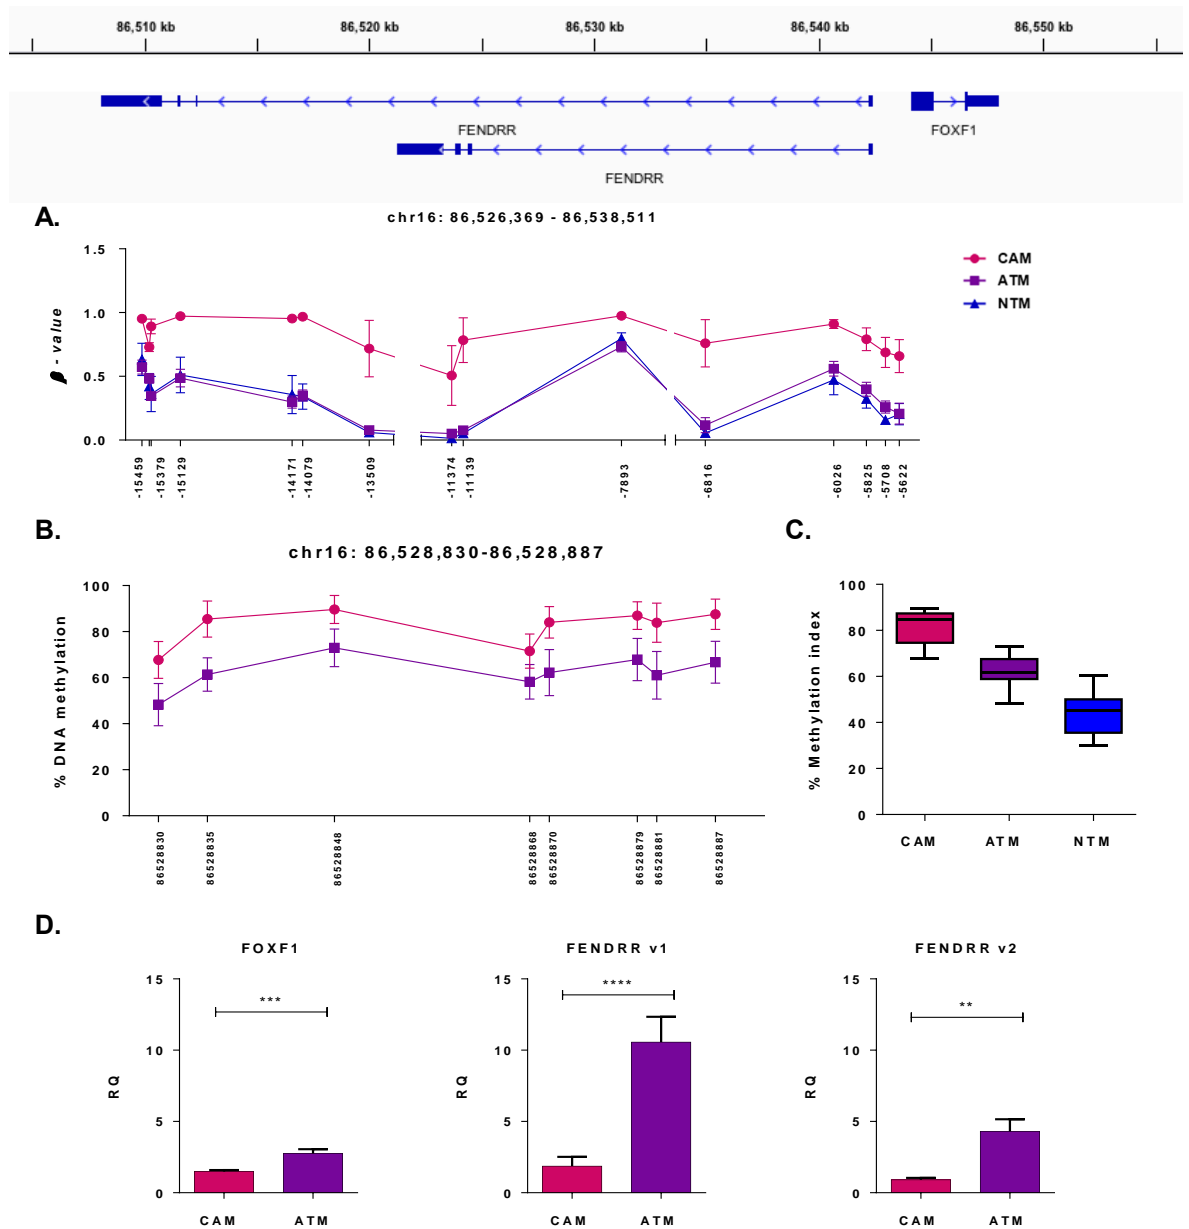 86,510 kb 86,520 kb 86,530 kb 86,540 kb 86,550 kb
FENDRR FOXF1
FENDRR
A.
chr16: 86,526,369 - 86,538,511
β - value
1.5
1.0
0.5
0.0
CAM
ATM
NTM
-15459 -15379 -15129 -14171 -14079 -13509 -11374 -11139 -7893 -6816 -6026 -5825 -5708 -5622
B.
chr16: 86,528,830-86,528,887
% DNA methylation
100
80
60
40
20
0
86528830 86528835 86528848 86528868 86528870 86528879 86528881 86528887
C.
% Methylation index
100
80
60
40
20
0
CAM ATM NTM
D.
FOXF1
RQ
15
10
5
0
***
CAM ATM
FENDRR v1
RQ
15
10
5
0
****
CAM ATM
FENDRR v2
RQ
15
10
5
0
**
CAM ATM